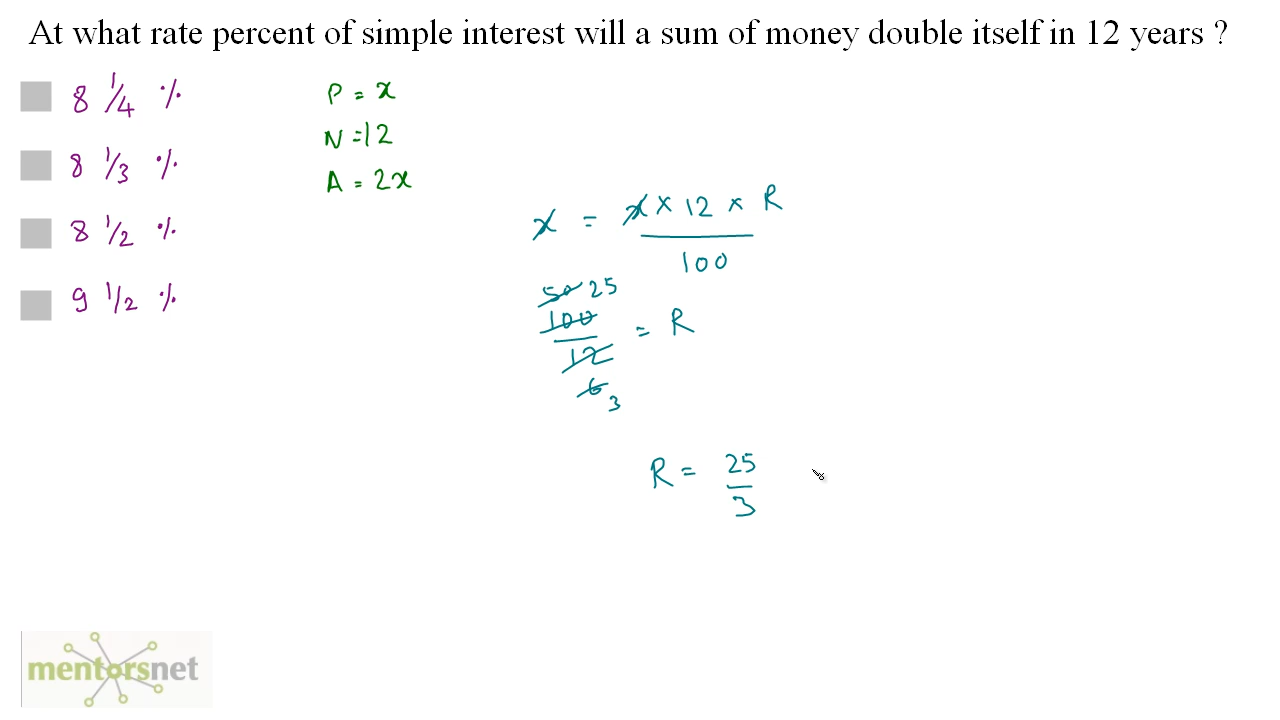 At what rate percent of simple interest will a sum of money double itself in 12 years ?
8 1/4 %
8 1/3 %
8 1/2 %
9 1/2 %
P = x
N = 12
A = 2x
x = x × 12 × R
100
50 25
100
12
6 3
= R
R = 25
3
mentorsnet